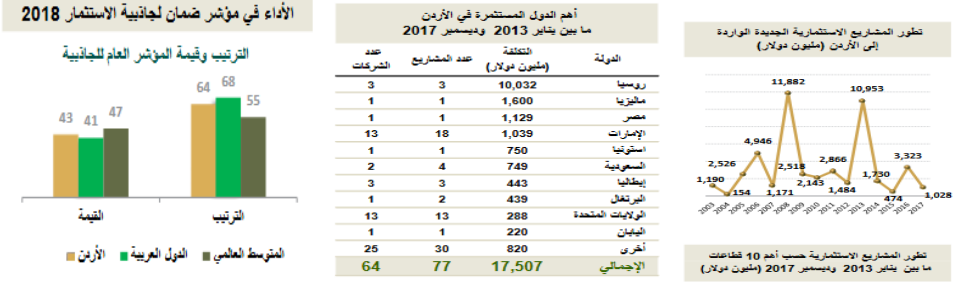 تطور المشاريع الاستثمارية الجديدة الواردة
إلى الأردن (مليون دولار)
11,882
10,953
4,946
2,526
2,518
2,866
3,323
1,190
154
1,171
2,143
1,484
1,730
474
1,028
2003 2004 2005 2006 2007 2008 2009 2010 2011 2012 2013 2014 2015 2016 2017
تطور المشاريع الاستثمارية حسب أهم 10 قطاعات
ما بين يناير 2013 وديسمبر 2017 (مليون دولار)
أهم الدول المستثمرة في الأردن
ما بين يناير 2013 وديسمبر 2017
الدولة التكلفة (مليون دولار) عدد المشاريع عدد الشركات
روسيا 10,032 3 3
ماليزيا 1,600 1 1
مصر 1,129 1 1
الإمارات 1,039 18 13
استونيا 750 1 1
السعودية 749 4 2
إيطاليا 443 3 3
البرتغال 439 2 1
الولايات المتحدة 288 13 13
اليابان 220 1 1
أخرى 820 30 25
الإجمالي 17,507 77 64
الأداء في مؤشر ضمان لجاذبية الاستثمار 2018
الترتيب وقيمة المؤشر العام للجاذبية
64 68 55
43 41 47
الترتيب
القيمة
المتوسط العالمي الدول العربية الأردن